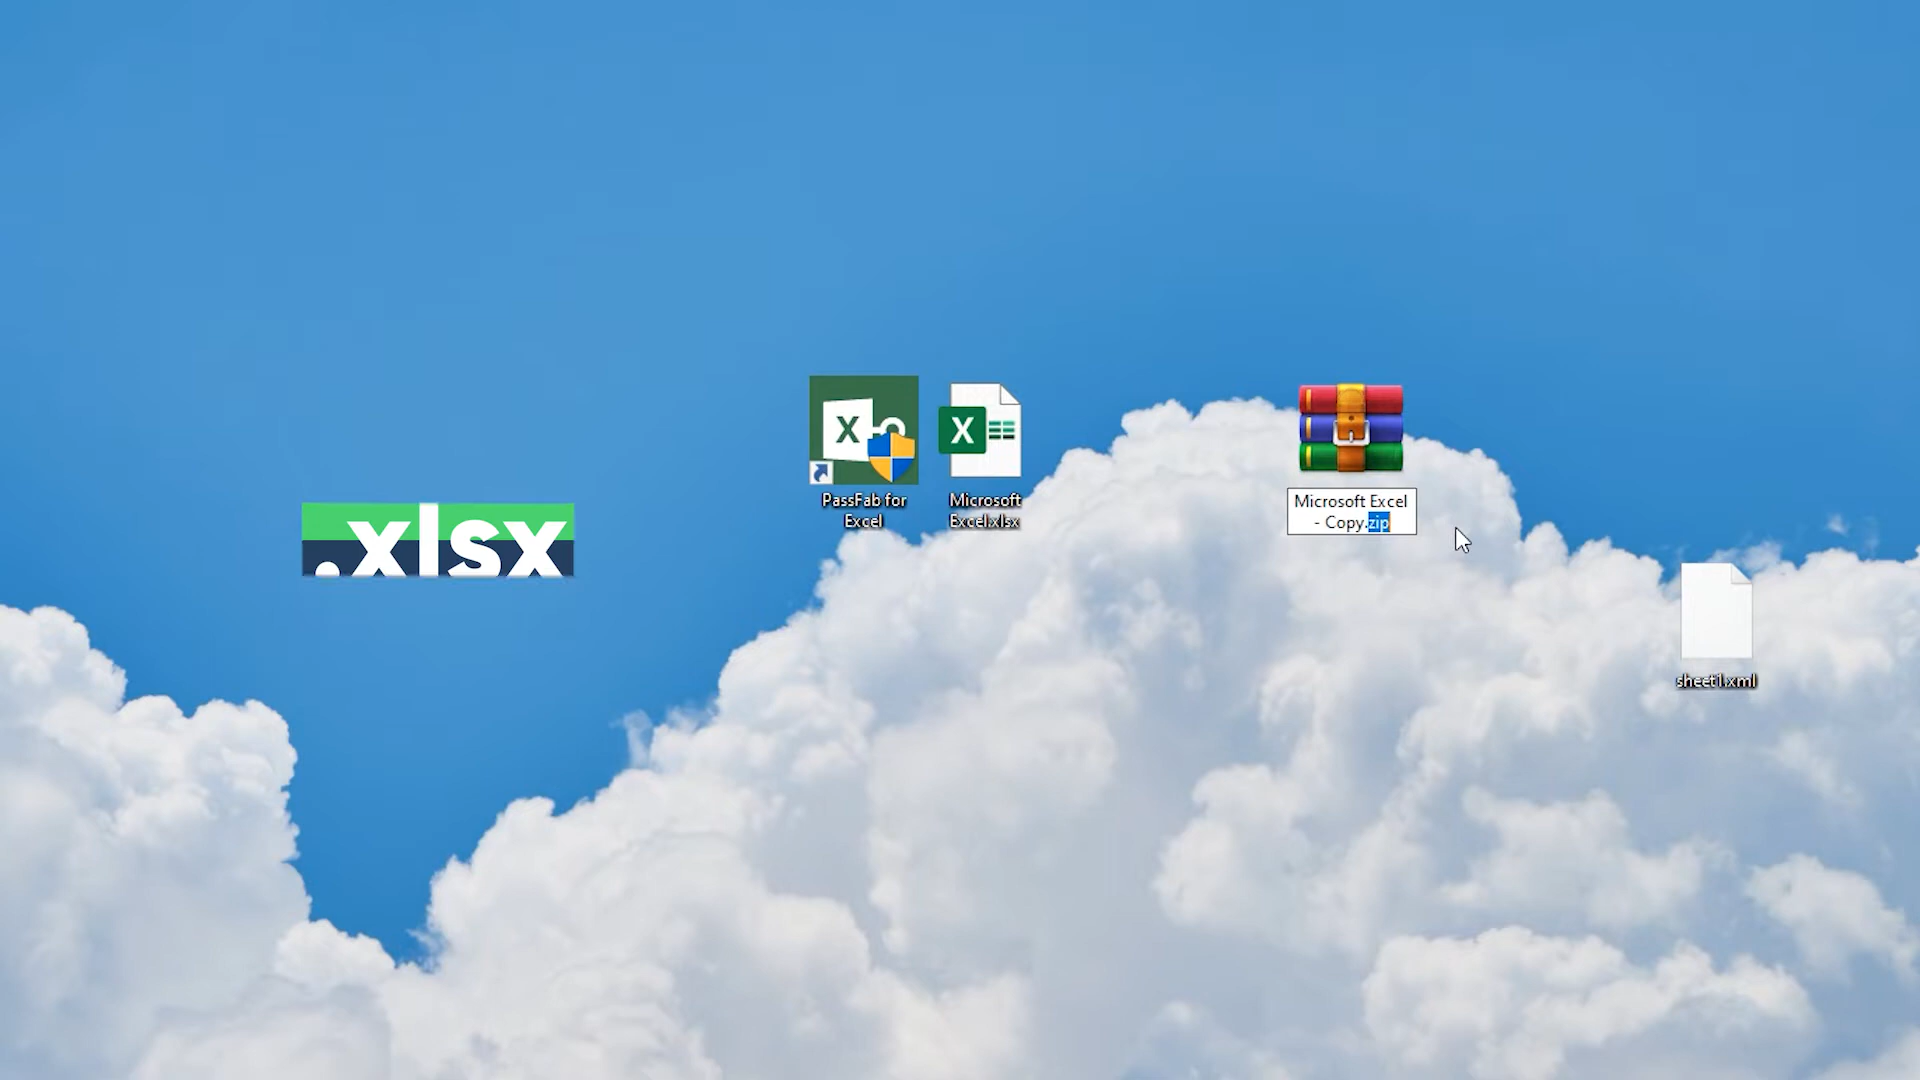 .xlsx
PassFab for
Excel
Microsoft
Excel.xlsx
Microsoft Excel
- Copy.zip
sheet1.xml